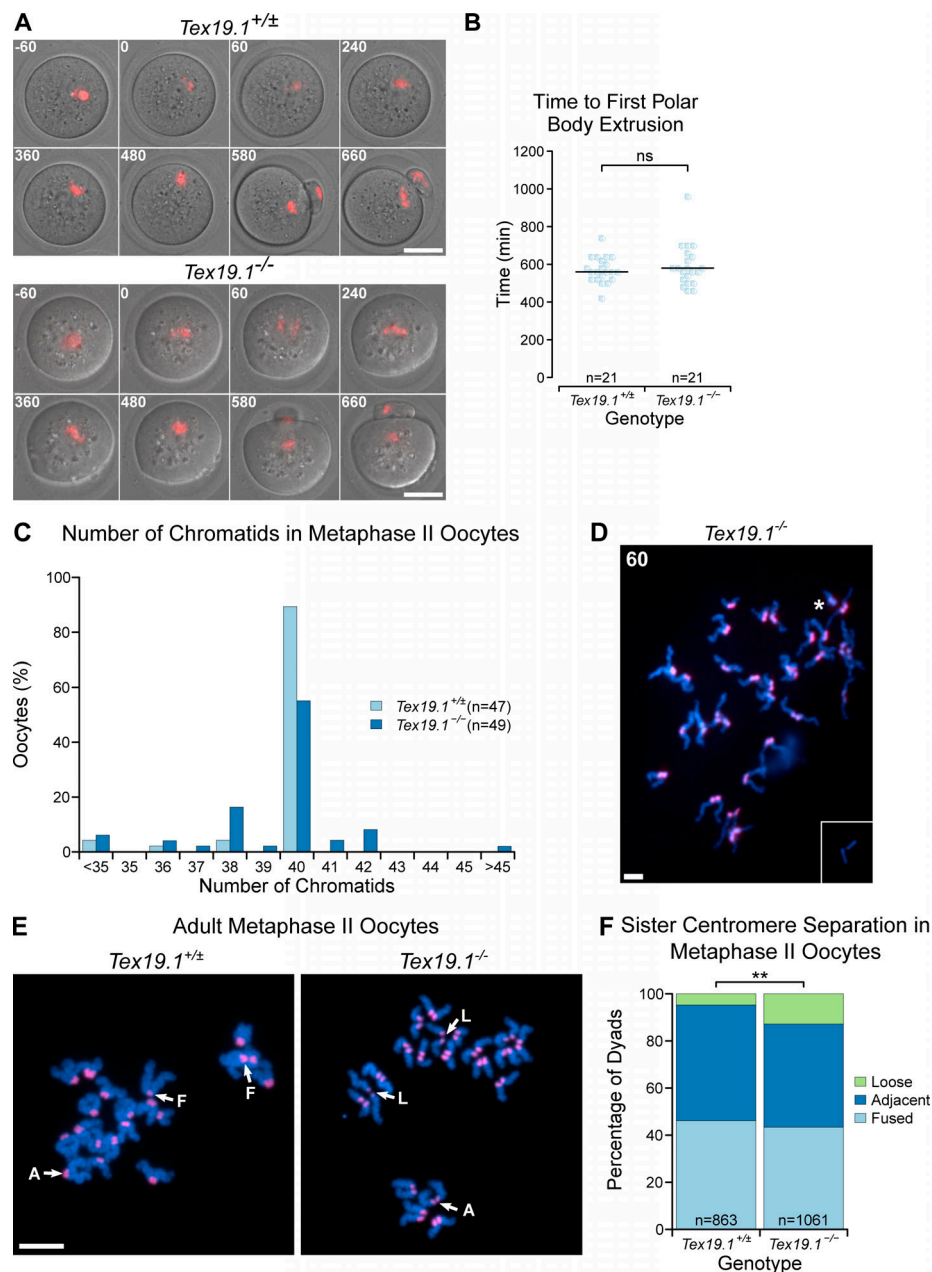 A
Tex19.1+/±
-60 0 60 240
360 480 580 660
Tex19.1-/-
-60 0 60 240
360 480 580 660
B
Time to First Polar
Body Extrusion
1200
1000
800
600
400
200
0
Time (min)
ns
n=21 n=21
Tex19.1+/± Tex19.1-/-
Genotype
C
Number of Chromatids in Metaphase II Oocytes
100
80
60
40
20
0
Oocytes (%)
Tex19.1+/±(n=47)
Tex19.1-/-(n=49)
<35 35 36 37 38 39 40 41 42 43 44 45 >45
Number of Chromatids
D
Tex19.1-/-
60
*
E
Adult Metaphase II Oocytes
Tex19.1+/± Tex19.1-/-
F
F
A
L
L
A
F
Sister Centromere Separation in
Metaphase II Oocytes
**
100
80
60
40
20
0
Percentage of Dyads
Loose
Adjacent
Fused
n=863 n=1061
Tex19.1+/± Tex19.1-/-
Genotype